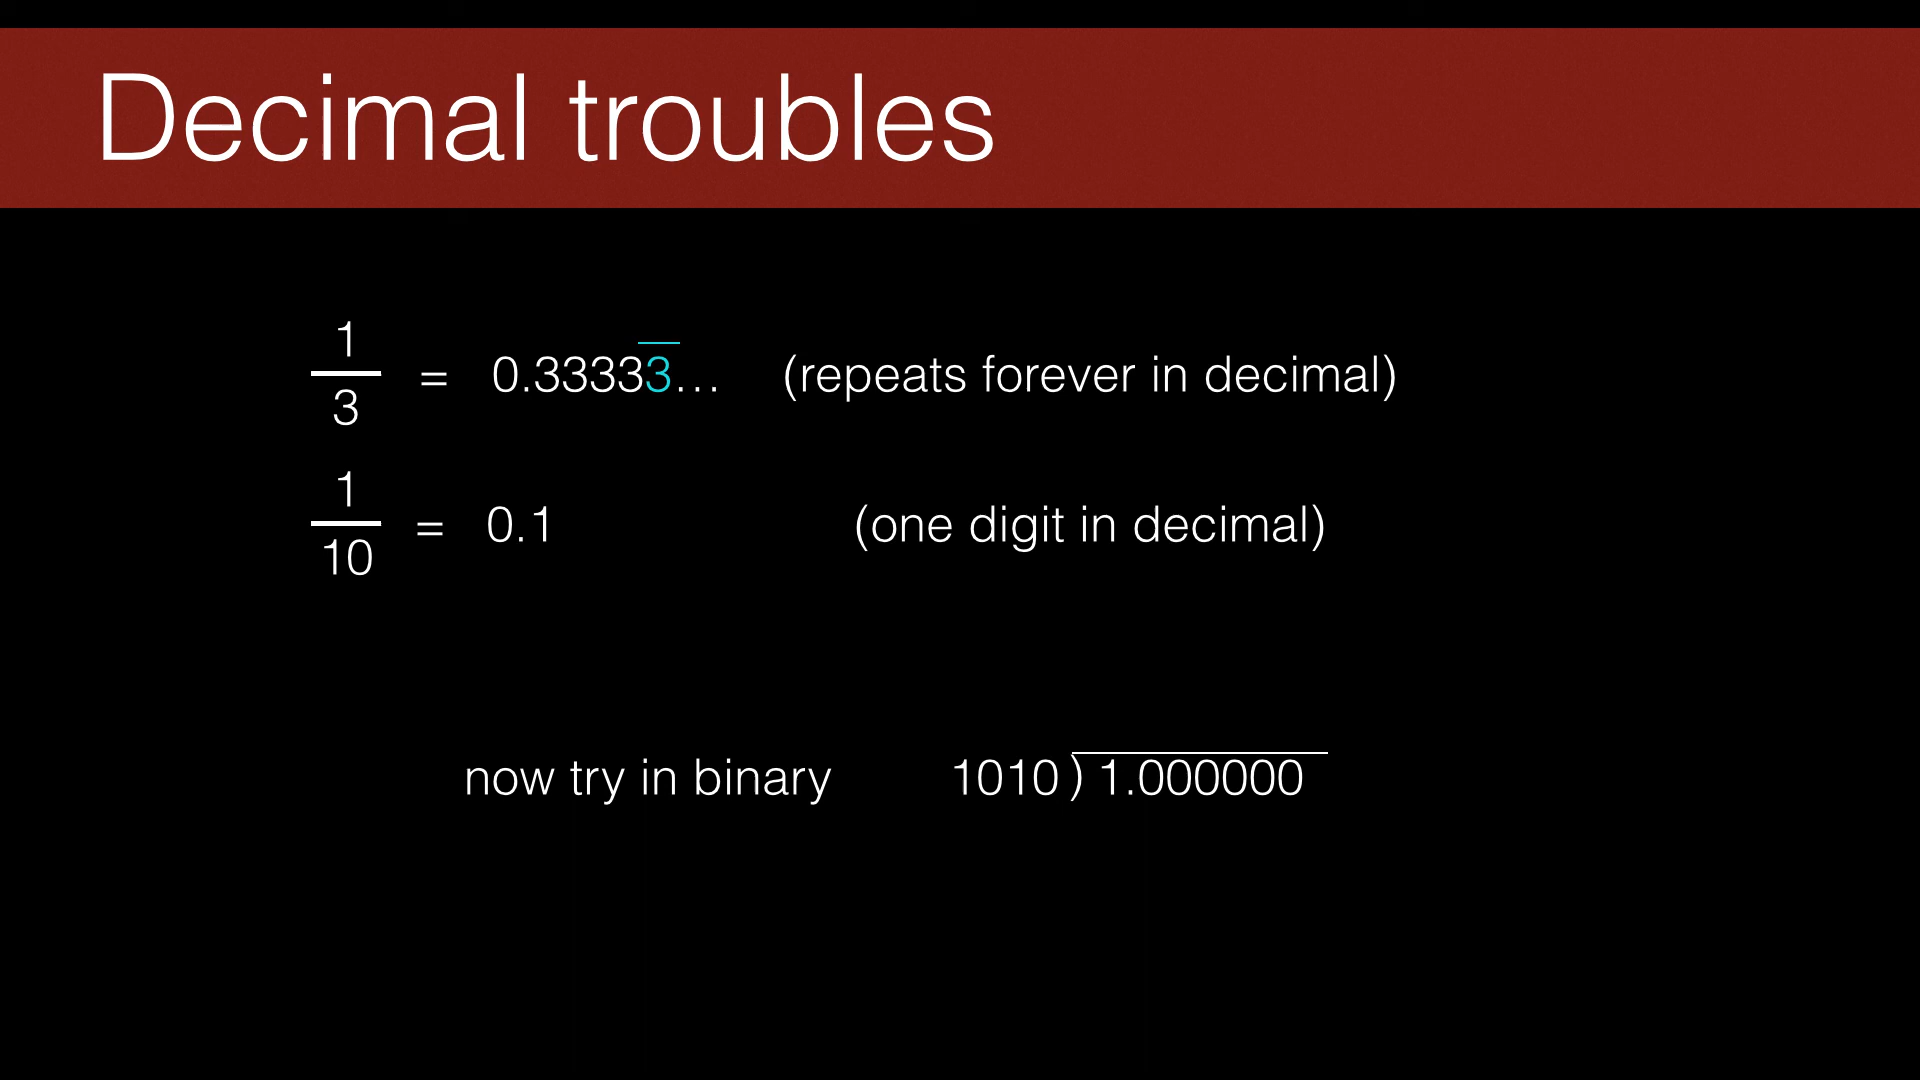 Decimal troubles
1/3 = 0.333333̅... (repeats forever in decimal)
1/10 = 0.1 (one digit in decimal)
now try in binary 1010 ) 1.000000